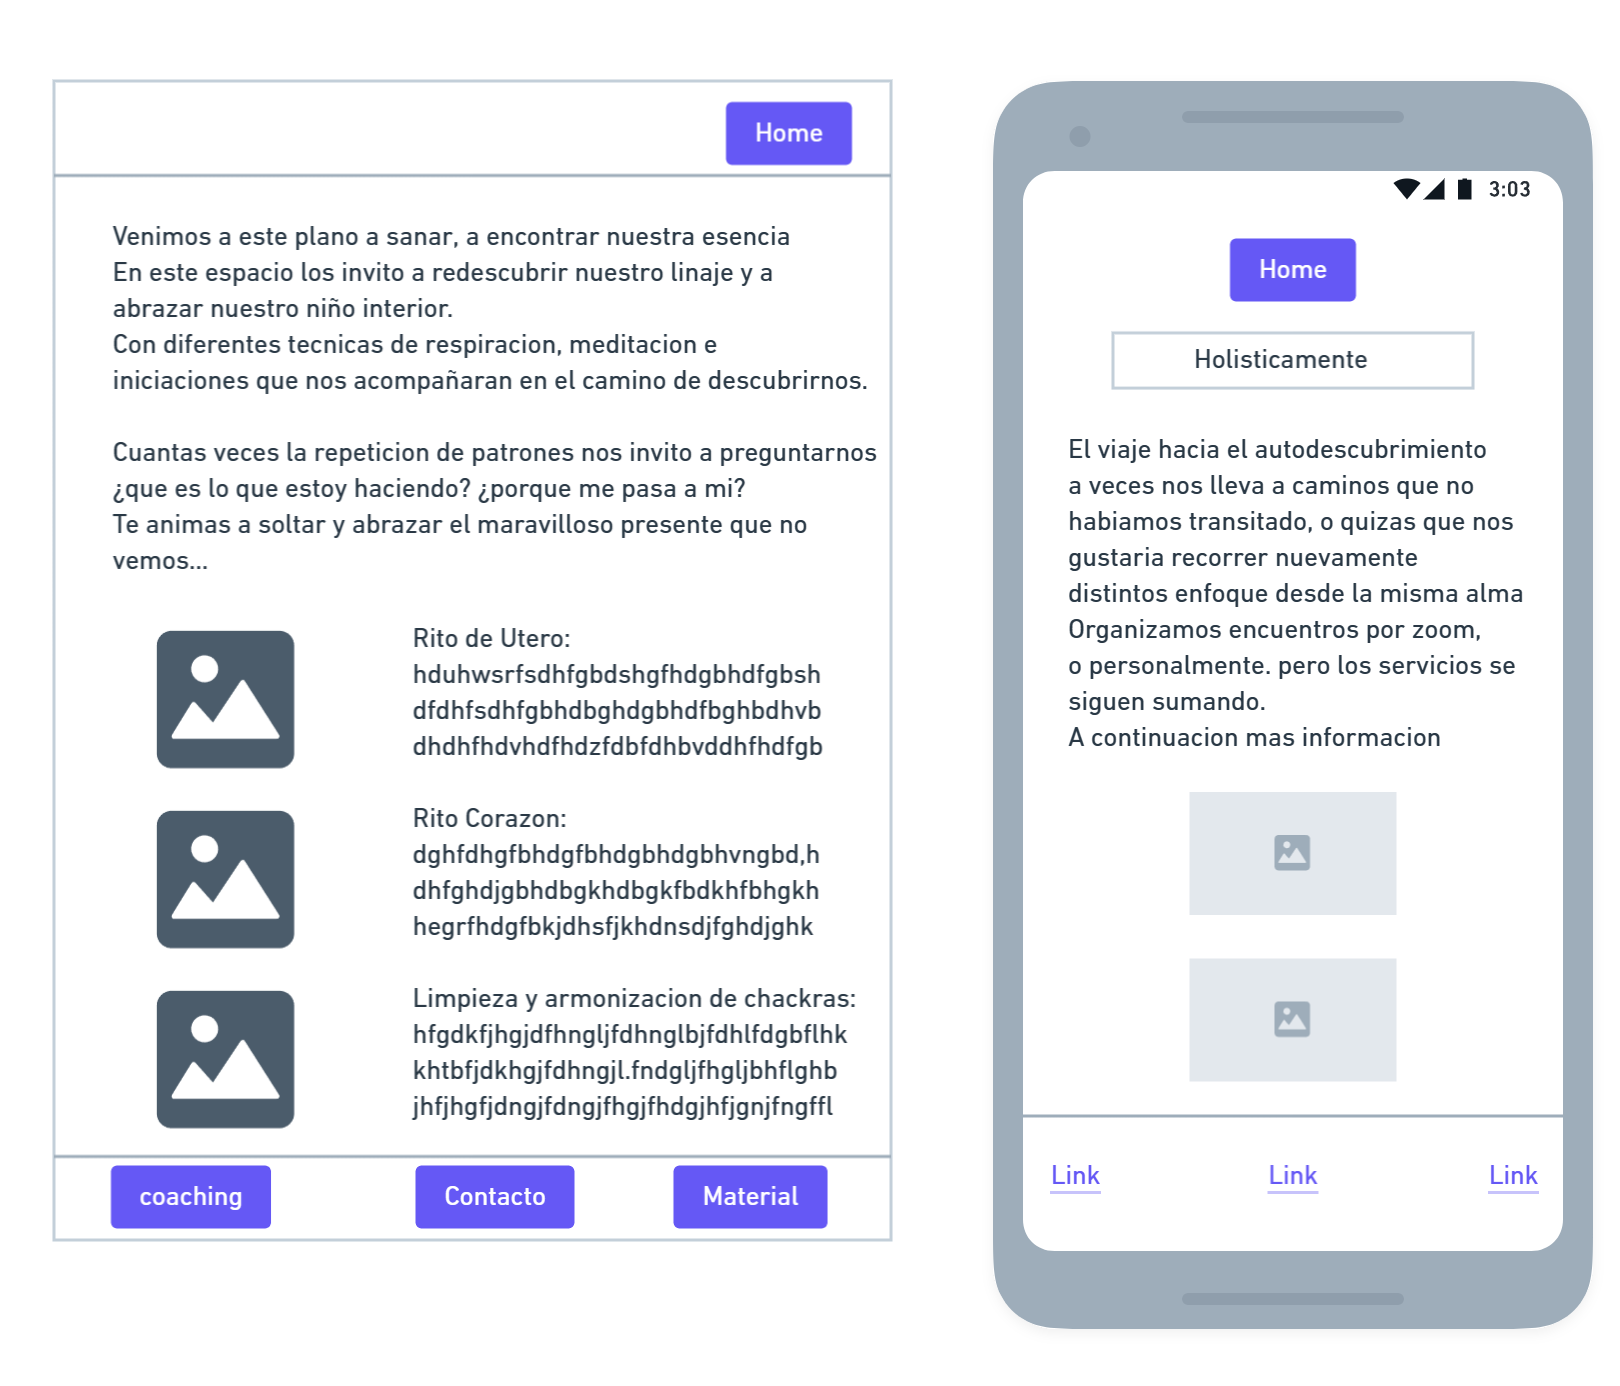 Home
Venimos a este plano a sanar, a encontrar nuestra esencia
En este espacio los invito a redescubrir nuestro linaje y a
abrazar nuestro niño interior.
Con diferentes tecnicas de respiracion, meditacion e
iniciaciones que nos acompañaran en el camino de descubrirnos.
Cuantas veces la repeticion de patrones nos invito a preguntarnos
¿que es lo que estoy haciendo? ¿porque me pasa a mi?
Te animas a soltar y abrazar el maravilloso presente que no
vemos...
Rito de Utero:
hduhwsrfsdhfgbdshgfhdgbhdfgbsh
dfdhfsdhfgbhdbghdgbhdfbghbdhvb
dhdhfhdvhdfhdzfdbfdhbvddhfhdfgb
Rito Corazon:
dghfdhgfbhdgfbhdgbhdgbhvngbd,h
dhfghdjgbhdbgkhdbgkfbdkhfbhgkh
hegrfhdgfbkjdhsfjkhdnsdjfghdjghk
Limpieza y armonizacion de chackras:
hfgdkfjhgjdfhngljfdhnglbjfdhlfdgbflhk
khtbfjdkhgjfdhngjl.fndgljfhgljbhflghb
jhfjhgfjdngjfdngjfhgjfhdgjhfjgnjfngffl
coaching
Contacto
Material
3:03
Home
Holisticamente
El viaje hacia el autodescubrimiento
a veces nos lleva a caminos que no
habiamos transitado, o quizas que nos
gustaria recorrer nuevamente
distintos enfoque desde la misma alma
Organizamos encuentros por zoom,
o personalmente. pero los servicios se
siguen sumando.
A continuacion mas informacion
Link
Link
Link